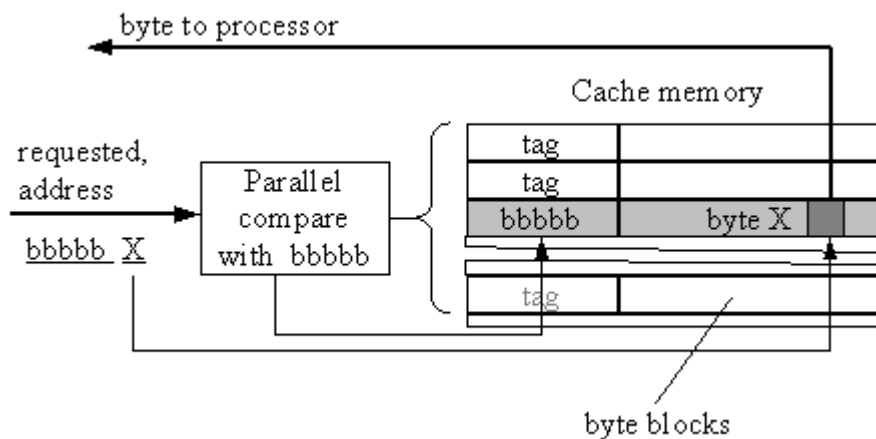 byte to processor
Cache memory
requested,
address
bbbbb X
Parallel
compare
with bbbbb
tag
tag
bbbbb byte X
tag
byte blocks